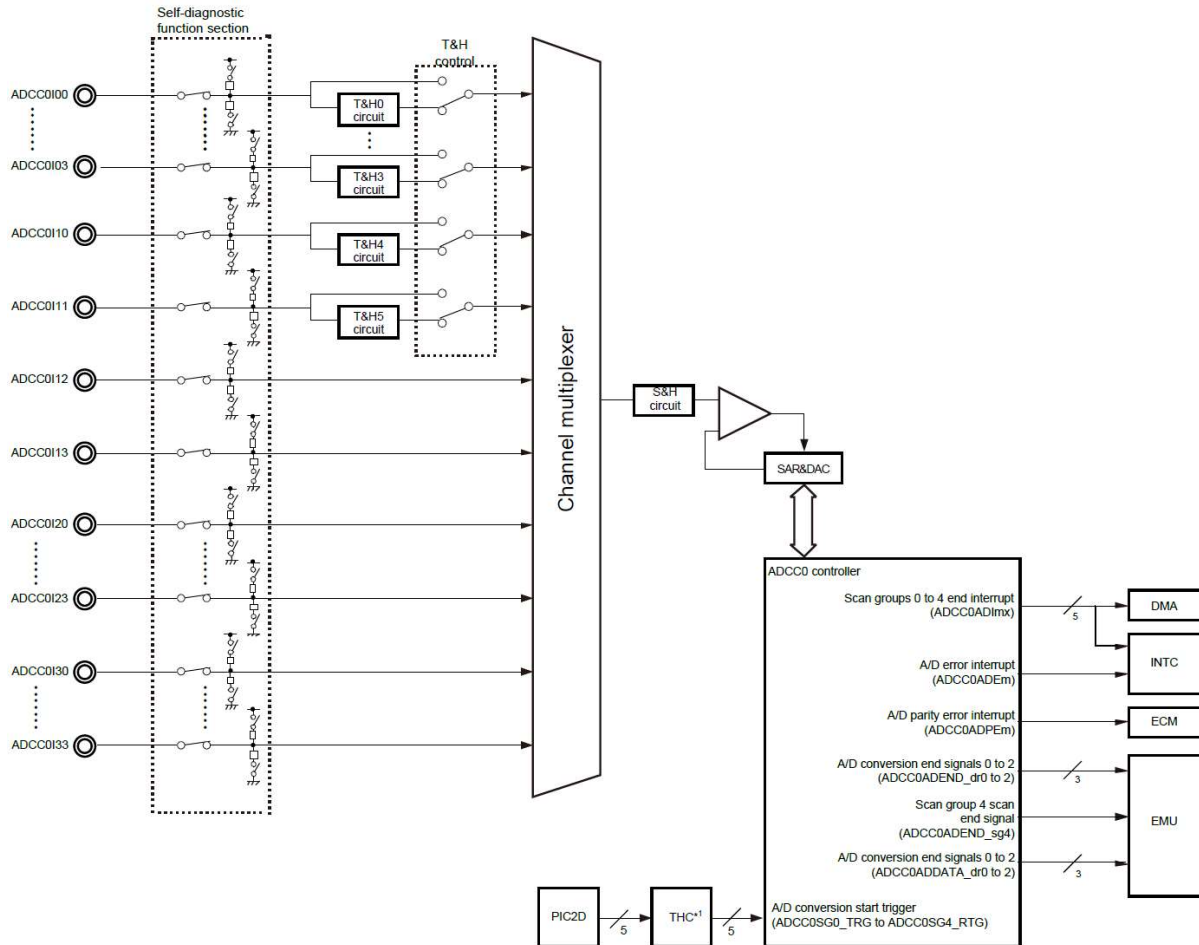 Self-diagnostic
function section
T&H
control
ADCC0I00
T&H0
circuit
ADCC0I03
T&H3
circuit
ADCC0I10
T&H4
circuit
ADCC0I11
T&H5
circuit
ADCC0I12
ADCC0I13
ADCC0I20
ADCC0I23
ADCC0I30
ADCC0I33
Channel multiplexer
S&H
circuit
SAR&DAC
ADCC0 controller
Scan groups 0 to 4 end interrupt
(ADCC0ADImx)
5
DMA
INTC
A/D error interrupt
(ADCC0ADEm)
A/D parity error interrupt
(ADCC0ADPEm)
ECM
A/D conversion end signals 0 to 2
(ADCC0ADEND_dr0 to 2)
3
Scan group 4 scan
end signal
(ADCC0ADEND_sg4)
EMU
A/D conversion end signals 0 to 2
(ADCC0ADDATA_dr0 to 2)
3
PIC2D
5
THC*1
5
A/D conversion start trigger
(ADCC0SG0_TRG to ADCC0SG4_RTG)